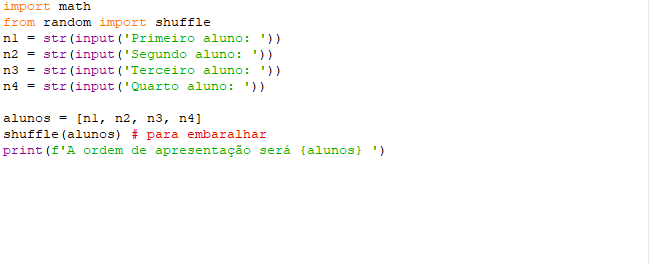 import math
from random import shuffle
n1 = str(input('Primeiro aluno: '))
n2 = str(input('Segundo aluno: '))
n3 = str(input('Terceiro aluno: '))
n4 = str(input('Quarto aluno: '))
alunos = [n1, n2, n3, n4]
shuffle(alunos) # para embaralhar
print(f'A ordem de apresentação será {alunos} ')